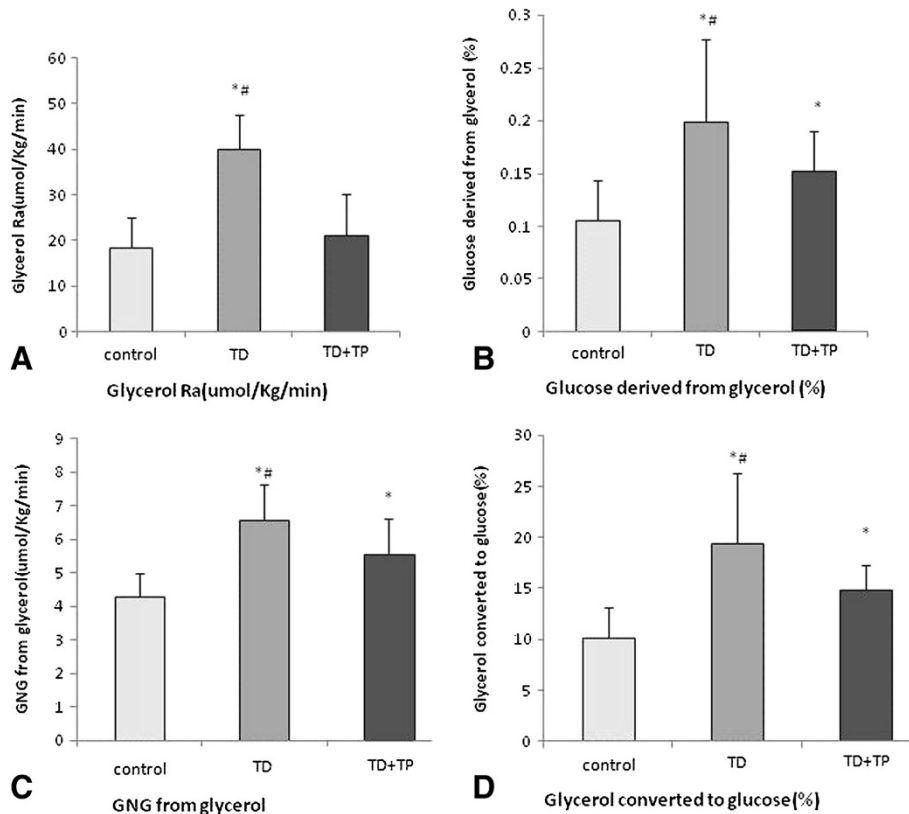 Glycerol Ra(umol/Kg/min)
60
50
40
30
20
10
0
*#
control TD TD+TP
A
Glycerol Ra(umol/Kg/min)
Glucose derived from glycerol (%)
0.3
0.25
0.2
0.15
0.1
0.05
0
*#
*
control TD TD+TP
B
Glucose derived from glycerol (%)
GNG from glycerol(umol/Kg/min)
9
8
7
6
5
4
3
2
1
0
*#
*
control TD TD+TP
C
GNG from glycerol
Glycerol converted to glucose(%)
30
25
20
15
10
5
0
*#
*
control TD TD+TP
D
Glycerol converted to glucose(%)